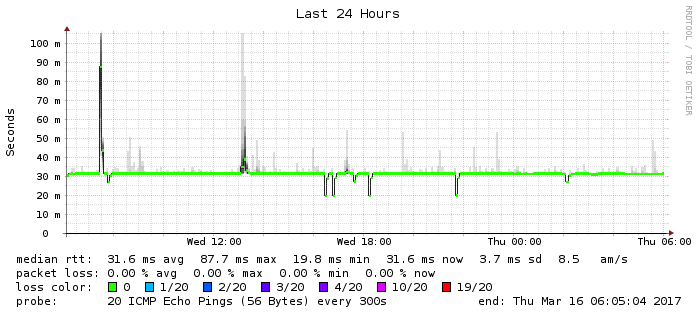 Last 24 Hours
RRDTOOL / TOBI OETIKER
Seconds
100 m
90 m
80 m
70 m
60 m
50 m
40 m
30 m
20 m
10 m
0
Wed 12:00 Wed 18:00 Thu 00:00 Thu 06:00
median rtt: 31.6 ms avg 87.7 ms max 19.8 ms min 31.6 ms now 3.7 ms sd 8.5 am/s
packet loss: 0.00 % avg 0.00 % max 0.00 % min 0.00 % now
loss color: 0 1/20 2/20 3/20 4/20 10/20 19/20
probe: 20 ICMP Echo Pings (56 Bytes) every 300s end: Thu Mar 16 06:05:04 2017